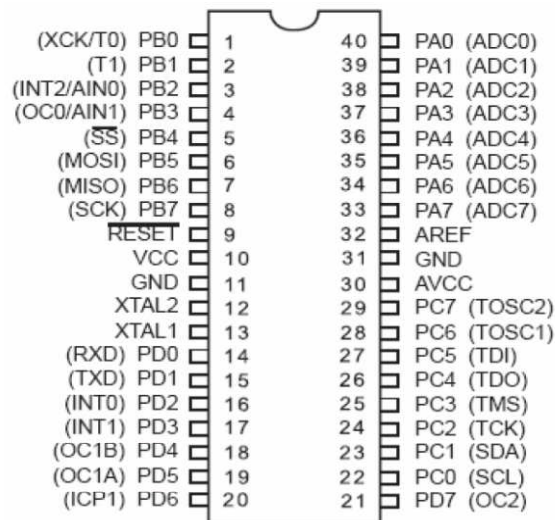 (XCK/T0) PB0 1 40 PA0 (ADC0)
(T1) PB1 2 39 PA1 (ADC1)
(INT2/AIN0) PB2 3 38 PA2 (ADC2)
(OC0/AIN1) PB3 4 37 PA3 (ADC3)
(SS) PB4 5 36 PA4 (ADC4)
(MOSI) PB5 6 35 PA5 (ADC5)
(MISO) PB6 7 34 PA6 (ADC6)
(SCK) PB7 8 33 PA7 (ADC7)
RESET 9 32 AREF
VCC 10 31 GND
GND 11 30 AVCC
XTAL2 12 29 PC7 (TOSC2)
XTAL1 13 28 PC6 (TOSC1)
(RXD) PD0 14 27 PC5 (TDI)
(TXD) PD1 15 26 PC4 (TDO)
(INT0) PD2 16 25 PC3 (TMS)
(INT1) PD3 17 24 PC2 (TCK)
(OC1B) PD4 18 23 PC1 (SDA)
(OC1A) PD5 19 22 PC0 (SCL)
(ICP1) PD6 20 21 PD7 (OC2)